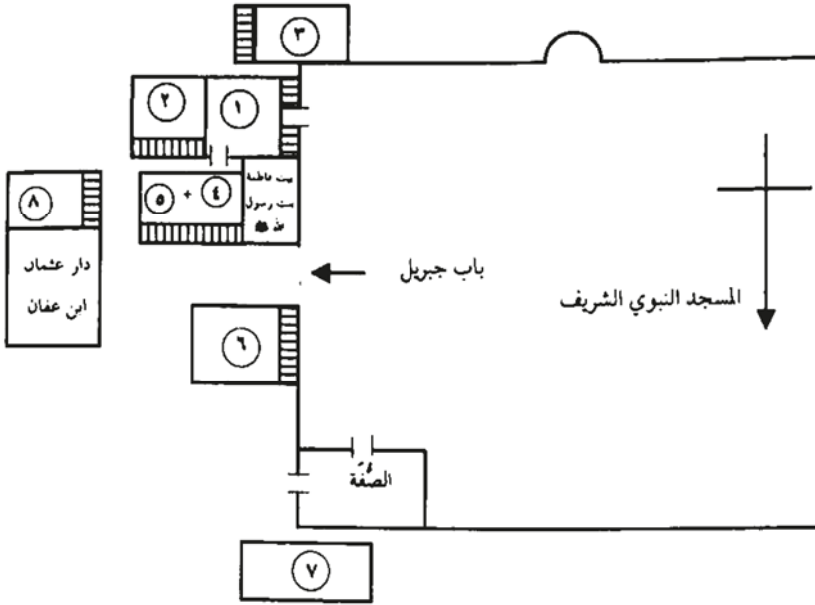 ٣
٢
١
بيت فاطمة
بنت رسول
الله ﷺ
٥ + ٤
٨
دار عثمان
ابن عفان
باب جبريل
المسجد النبوي الشريف
٦
الصُّفَّة
٧